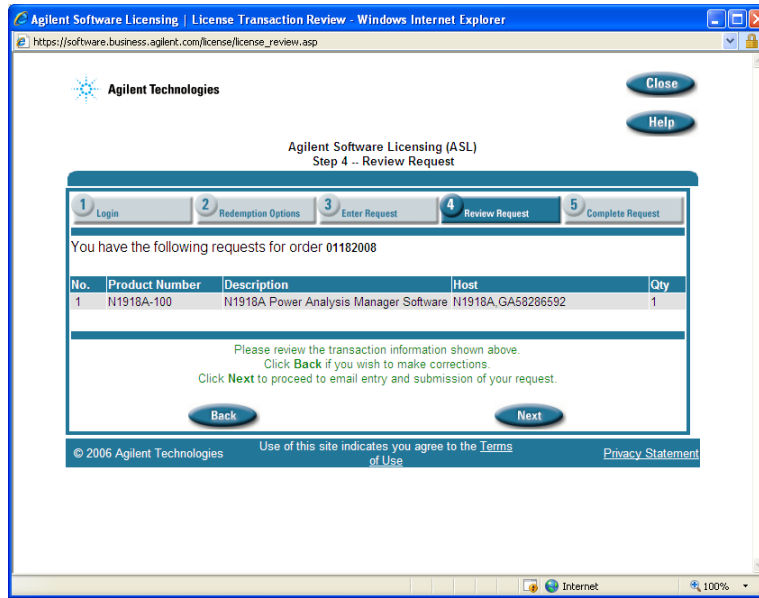 Agilent Software Licensing | License Transaction Review - Windows Internet Explorer
https://software.business.agilent.com/license/license_review.asp
Agilent Technologies
Close
Help
Agilent Software Licensing (ASL)
Step 4 -- Review Request
1 Login 2 Redemption Options 3 Enter Request 4 Review Request 5 Complete Request
You have the following requests for order 01182008
No. Product Number Description Host Qty
1 N1918A-100 N1918A Power Analysis Manager Software N1918A,GA58286592 1
Please review the transaction information shown above.
Click Back if you wish to make
corrections.
Click Next to proceed to email entry and submission of your request.
Back Next
© 2006 Agilent Technologies Use of this site indicates you agree to the Terms
of Use Privacy Statement
Internet 100%